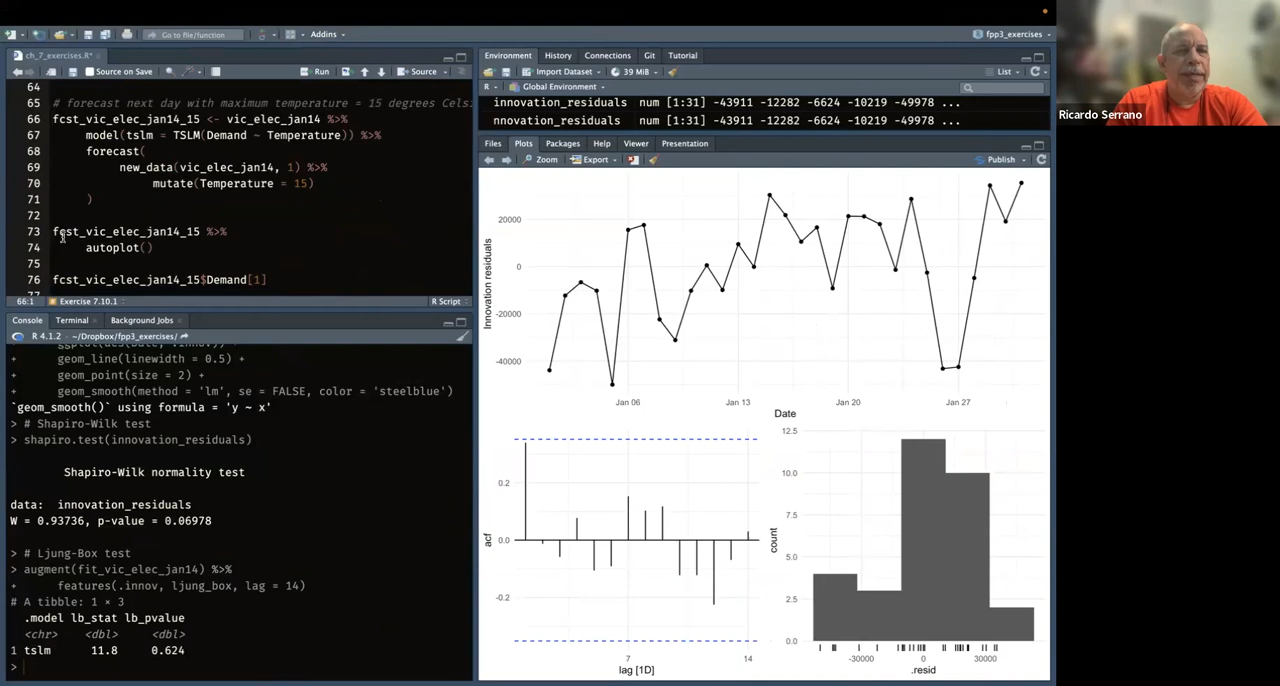 Go to file/function
Addins
fpp3_exercises
ch_7_exercises.R*
Source on Save
Run
Source
64
65 # forecast next day with maximum temperature = 15 degrees Celsi
66 fcst_vic_elec_jan14_15 <- vic_elec_jan14 %>%
67 model(tslm = TSLM(Demand ~ Temperature)) %>%
68 forecast(
69 new_data(vic_elec_jan14, 1) %>%
70 mutate(Temperature = 15)
71 )
72
73 fcst_vic_elec_jan14_15 %>%
74 autoplot()
75
76 fcst_vic_elec_jan14_15$Demand[1]
66:1 Exercise 7.10.1 R Script
Console Terminal Background Jobs
R 4.1.2 · ~/Dropbox/fpp3_exercises/
+ geom_line(linewidth = 0.5) +
+ geom_point(size = 2) +
+ geom_smooth(method = 'lm', se = FALSE, color = 'steelblue')
`geom_smooth()` using formula = 'y ~ x'
> # Shapiro-Wilk test
> shapiro.test(innovation_residuals)
Shapiro-Wilk normality test
data: innovation_residuals
W = 0.93736, p-value = 0.06978
> # Ljung-Box test
> augment(fit_vic_elec_jan14) %>%
+ features(.innov, ljung_box, lag = 14)
# A tibble: 1 × 3
.model lb_stat lb_pvalue
<chr> <dbl> <dbl>
1 tslm 11.8 0.624
>
Environment History Connections Git Tutorial
Import Dataset 39 MiB List
R Global Environment
innovation_residuals num [1:31] -43911 -12282 -6624 -10219 -49978 ...
nnovation_residuals num [1:31] -43911 -12282 -6624 -10219 -49978 ...
Files Plots Packages Help Viewer Presentation
Zoom Export Publish
Innovation residuals
20000
0
-20000
-40000
Jan 06 Jan 13 Jan 20 Jan 27
Date
acf
0.2
0.0
-0.2
7 14
lag [1D]
count
12.5
10.0
7.5
5.0
2.5
0.0
-30000 0 30000
.resid
Ricardo Serrano